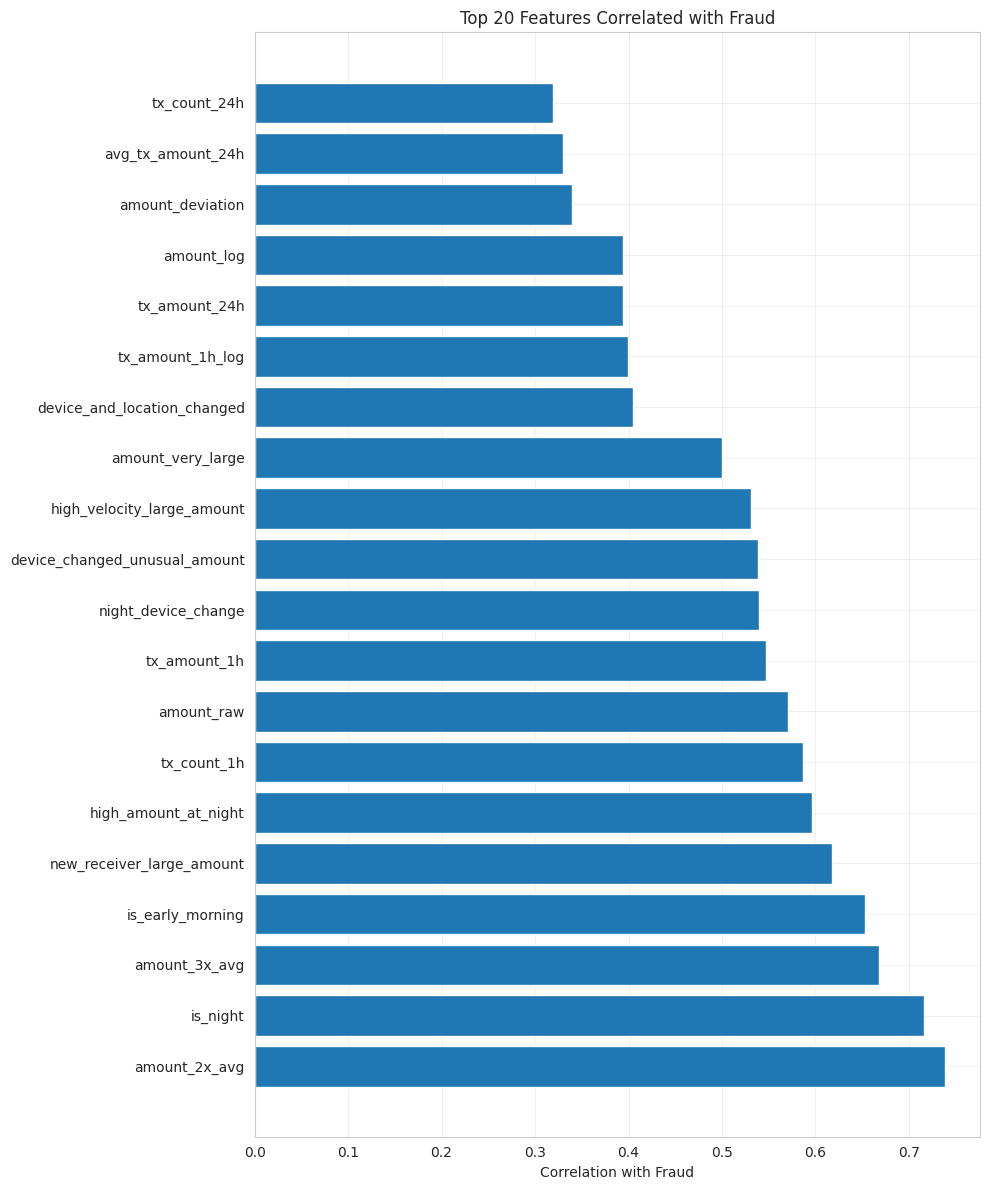 Top 20 Features Correlated with Fraud
tx_count_24h
avg_tx_amount_24h
amount_deviation
amount_log
tx_amount_24h
tx_amount_1h_log
device_and_location_changed
amount_very_large
high_velocity_large_amount
device_changed_unusual_amount
night_device_change
tx_amount_1h
amount_raw
tx_count_1h
high_amount_at_night
new_receiver_large_amount
is_early_morning
amount_3x_avg
is_night
amount_2x_avg
0.0 0.1 0.2 0.3 0.4 0.5 0.6 0.7
Correlation with Fraud